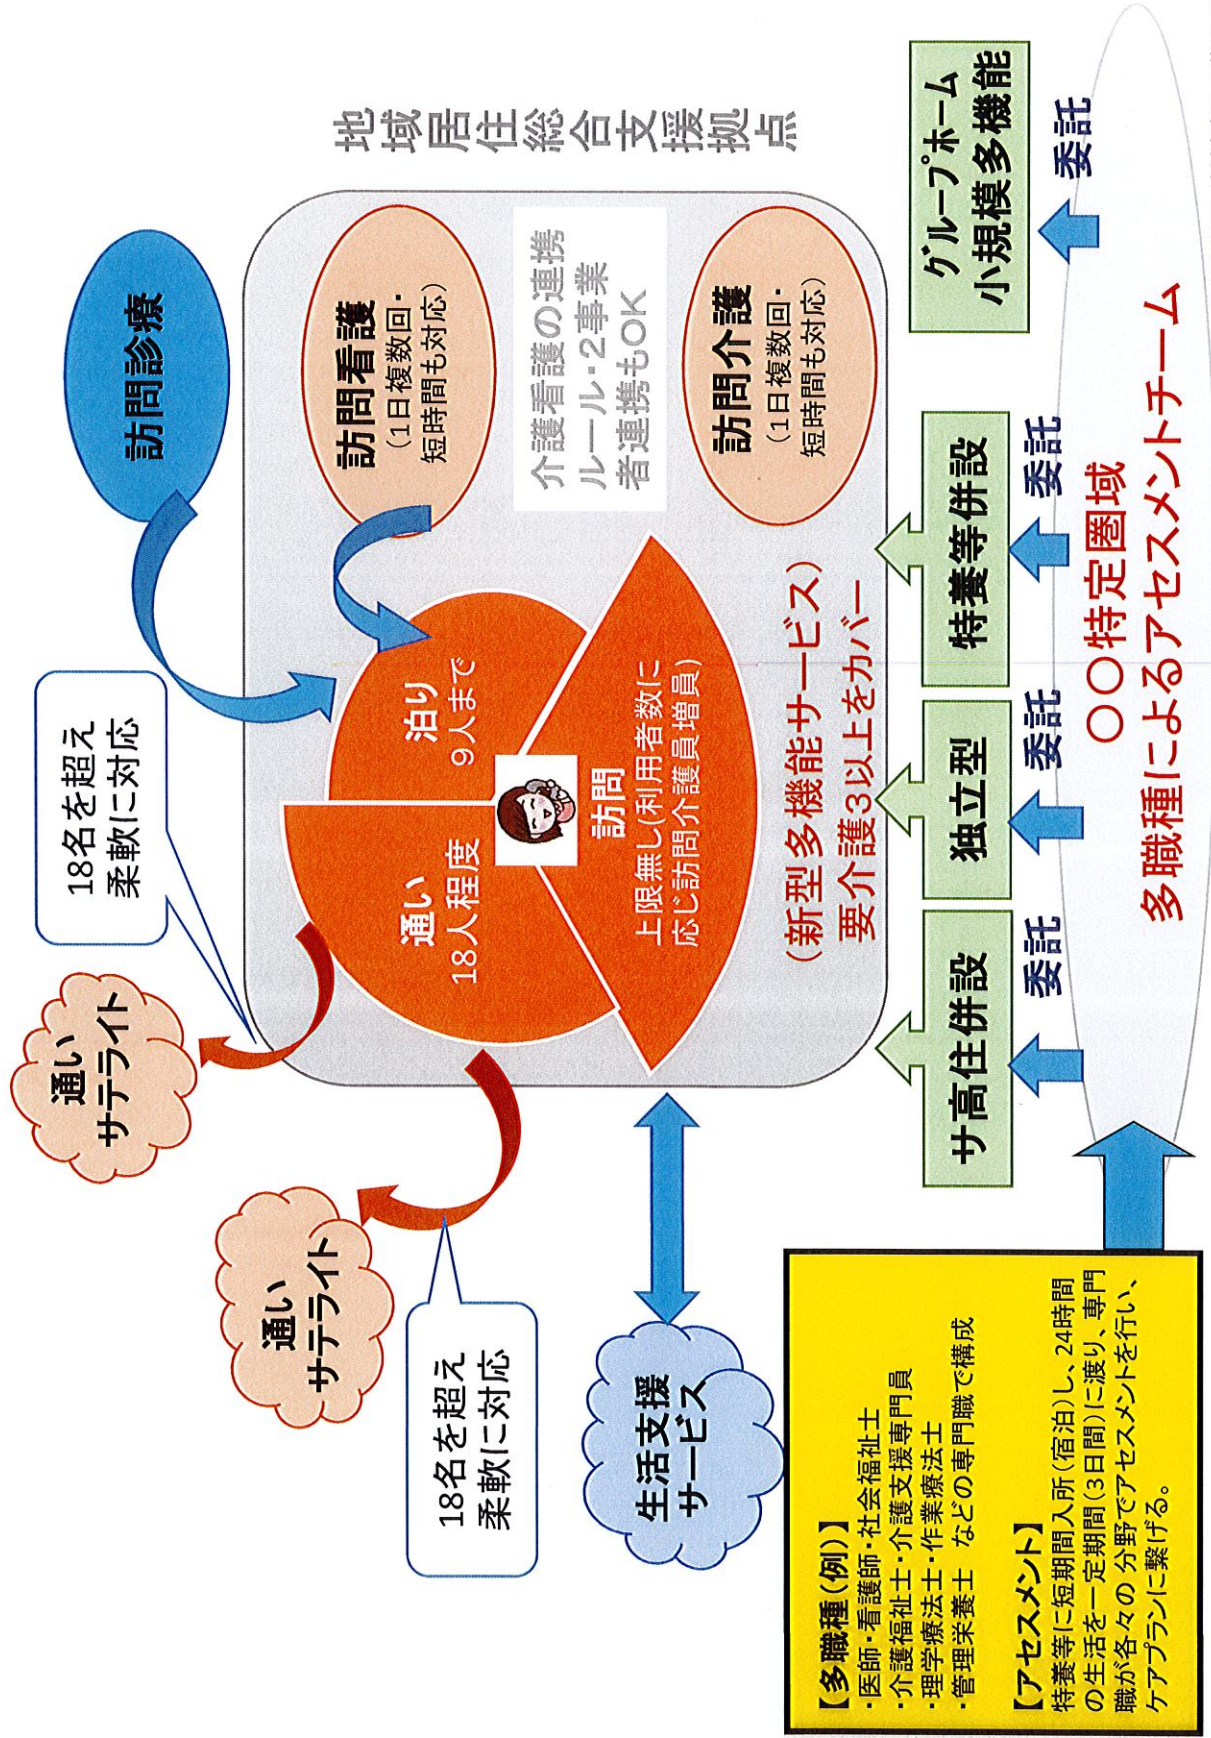 地域居住総合支援拠点
訪問診療
訪問看護
（1日複数回・
短時間も対応）
介護看護の連携
ルール・2事業
者連携もOK
訪問介護
（1日複数回・
短時間も対応）
18名を超え
柔軟に対応
通い
サテライト
通い
サテライト
18名を超え
柔軟に対応
通い
18人程度
泊り
9人まで
訪問
上限無し（利用者数に
応じ訪問介護員増員）
（新型多機能サービス）
要介護3以上をカバー
生活支援
サービス
サ高住併設
独立型
特養等併設
グループホーム
小規模多機能
委託
委託
委託
委託
〇〇特定圏域
多職種によるアセスメントチーム
【多職種（例）】
・医師・看護師・社会福祉士
・介護福祉士・介護支援専門員
・理学療法士・作業療法士
・管理栄養士 などの専門職で構成
【アセスメント】
特養等に短期間入所（宿泊）し、24時間
の生活を一定期間（3日間）に渡り、専門
職が各々の 分野でアセスメントを行い、
ケアプランに繋げる。